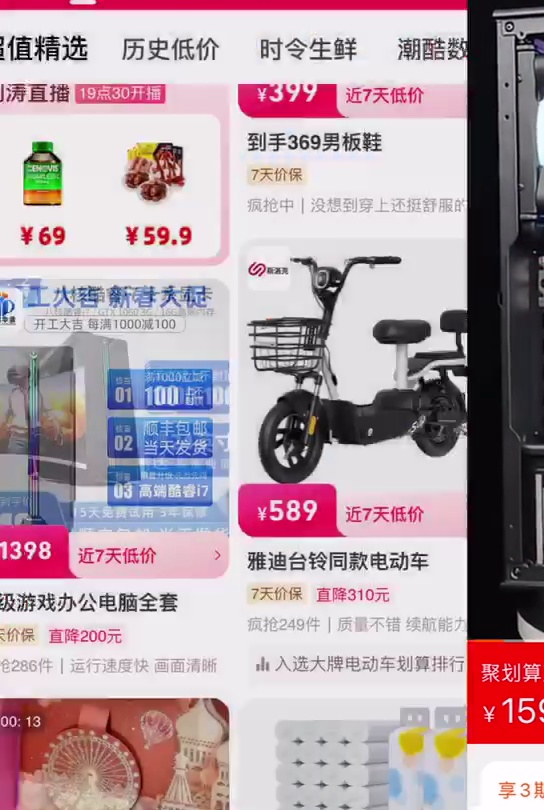 超值精选 历史低价 时令生鲜 潮酷数
涛直播 19点30开播
¥69
¥59.9
¥399 近7天低价
到手369男板鞋
7天价保
疯抢中｜没想到穿上还挺舒服的
开工大吉 每满1000减100
01
100
02 顺丰包邮
当天发货
03 高端酷睿i7
1398 近7天低价
级游戏办公电脑全套
天价保 直降200元
抢286件｜运行速度快 画面清晰
斯洛克
¥589 近7天低价
雅迪台铃同款电动车
7天价保 直降310元
疯抢249件｜质量不错 续航能力
入选大牌电动车划算排行
00: 13
聚划算
¥159
享3期